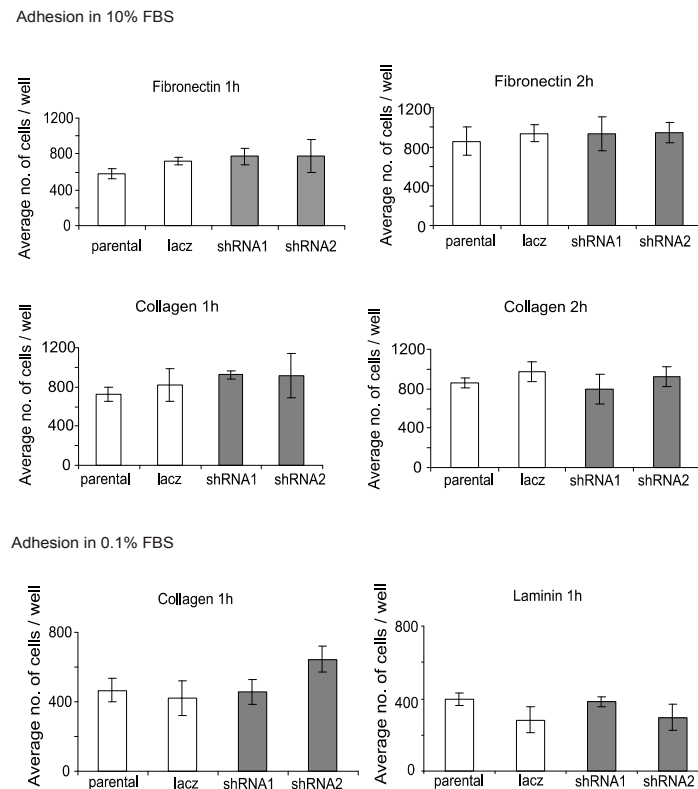 Adhesion in 10% FBS
Fibronectin 1h
Average no. of cells / well
1200
800
400
0
parental lacz shRNA1 shRNA2
Fibronectin 2h
Average no. of cells / well
1200
800
400
0
parental lacz shRNA1 shRNA2
Collagen 1h
Average no. of cells / well
1200
800
400
0
parental lacz shRNA1 shRNA2
Collagen 2h
Average no. of cells / well
1200
800
400
0
parental lacz shRNA1 shRNA2
Adhesion in 0.1% FBS
Collagen 1h
Average no. of cells / well
800
400
0
parental lacz shRNA1 shRNA2
Laminin 1h
Average no. of cells / well
800
400
0
parental lacz shRNA1 shRNA2